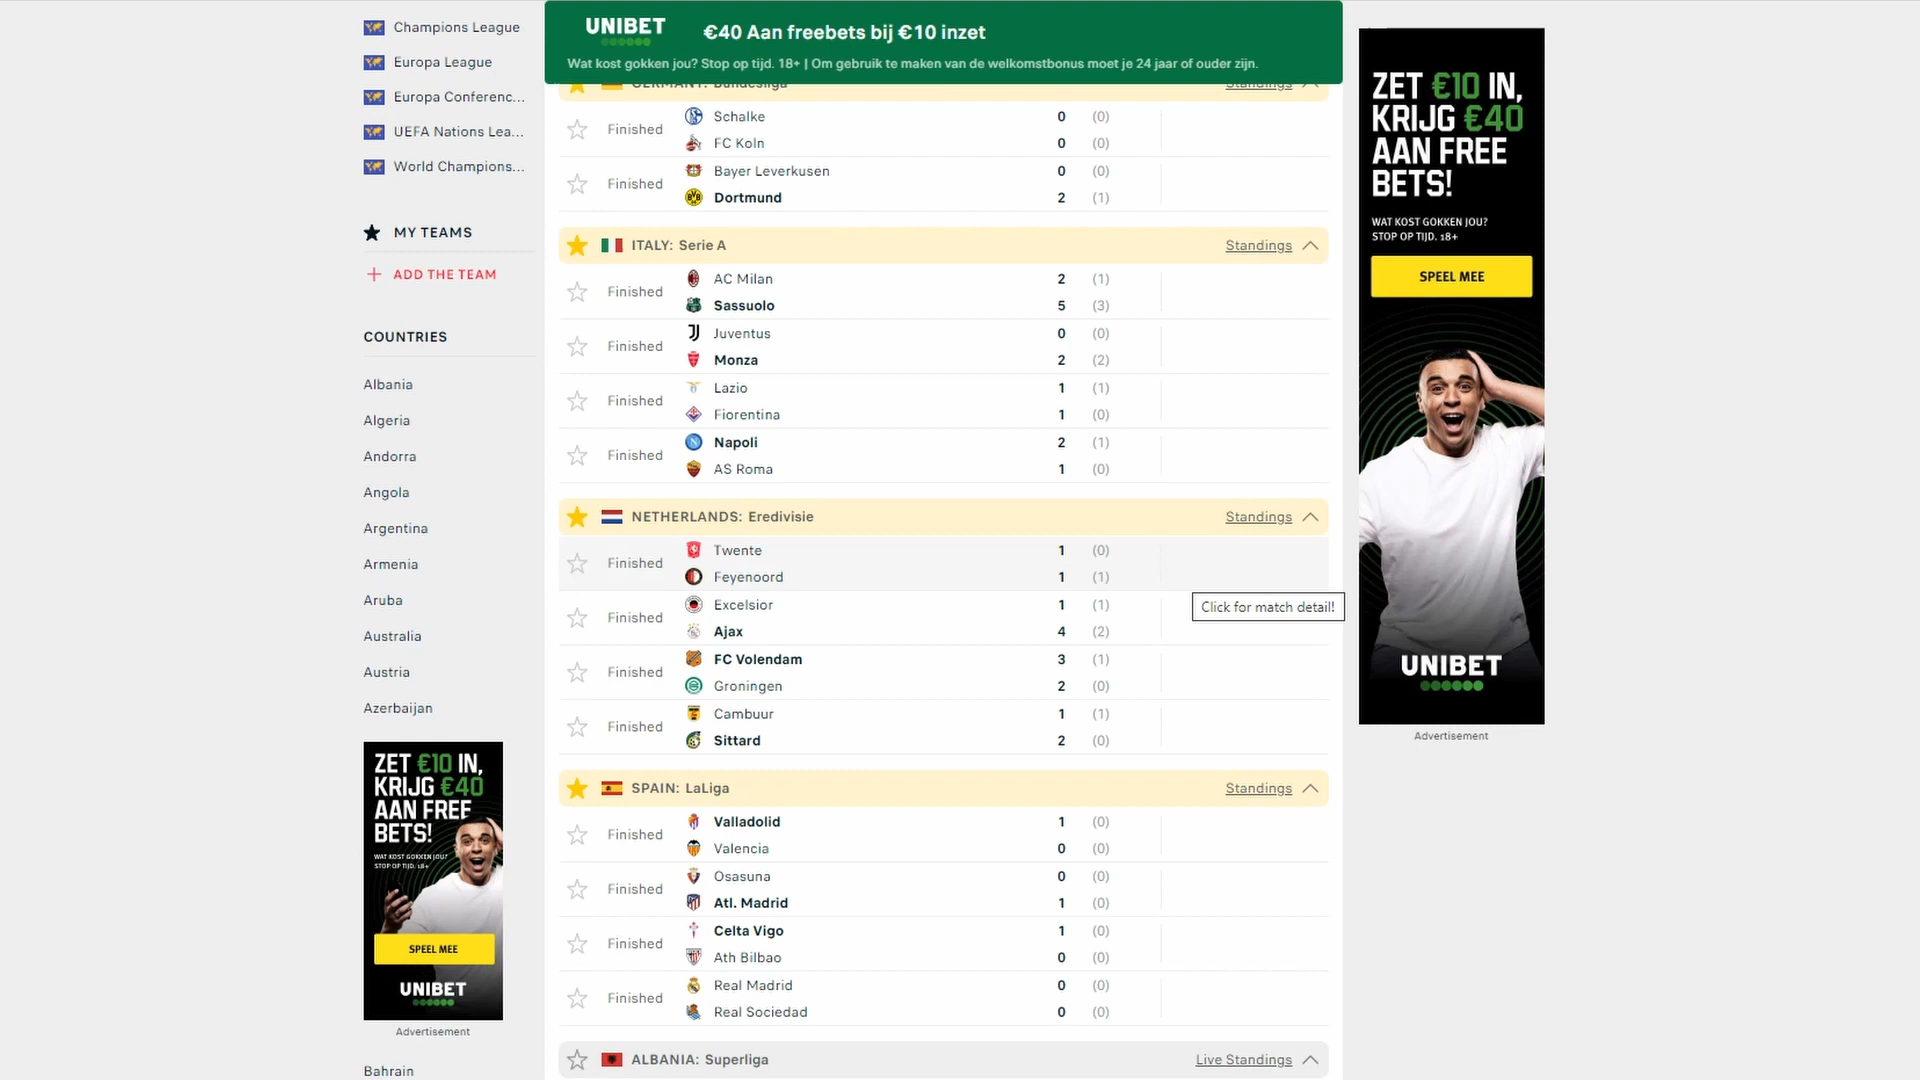 Champions League
Europa League
Europa Conferenc...
UEFA Nations Lea...
World Champions...
MY TEAMS
ADD THE TEAM
COUNTRIES
Albania
Algeria
Andorra
Angola
Argentina
Armenia
Aruba
Australia
Austria
Azerbaijan
ZET €10 IN,
KRIJG €40
AAN FREE
BETS!
WAT KOST GOKKEN JOU?
STOP OP TIJD. 18+
SPEEL MEE
UNIBET
Advertisement
Bahrain
UNIBET €40 Aan freebets bij €10 inzet
Wat kost gokken jou? Stop op tijd. 18+ | Om gebruik te maken van de welkomstbonus moet je 24 jaar of ouder zijn.
GERMANY: Bundesliga Standings
Finished
Schalke 0 (0)
FC Koln 0 (0)
Finished
Bayer Leverkusen 0 (0)
Dortmund 2 (1)
ITALY: Serie A Standings
Finished
AC Milan 2 (1)
Sassuolo 5 (3)
Finished
Juventus 0 (0)
Monza 2 (2)
Finished
Lazio 1 (1)
Fiorentina 1 (0)
Finished
Napoli 2 (1)
AS Roma 1 (0)
NETHERLANDS: Eredivisie Standings
Finished
Twente 1 (0)
Feyenoord 1 (1)
Finished
Excelsior 1 (1)
Ajax 4 (2)
Click for match detail!
Finished
FC Volendam 3 (1)
Groningen 2 (0)
Finished
Cambuur 1 (1)
Sittard 2 (0)
SPAIN: LaLiga Standings
Finished
Valladolid 1 (0)
Valencia 0 (0)
Finished
Osasuna 0 (0)
Atl. Madrid 1 (0)
Finished
Celta Vigo 1 (0)
Ath Bilbao 0 (0)
Finished
Real Madrid 0 (0)
Real Sociedad 0 (0)
ALBANIA: Superliga Live Standings
ZET €10 IN,
KRIJG €40
AAN FREE
BETS!
WAT KOST GOKKEN JOU?
STOP OP TIJD. 18+
SPEEL MEE
UNIBET
Advertisement